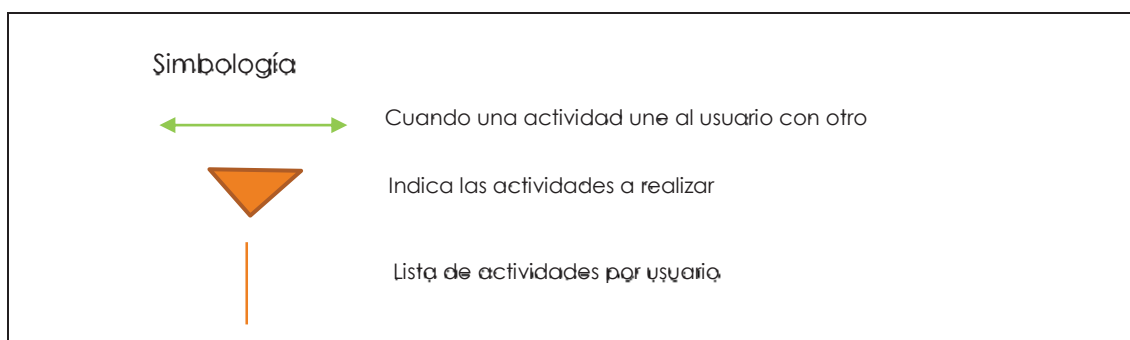 Simbología
Cuando una actividad une al usuario con otro
Indica las actividades a realizar
Lista de actividades por usuario